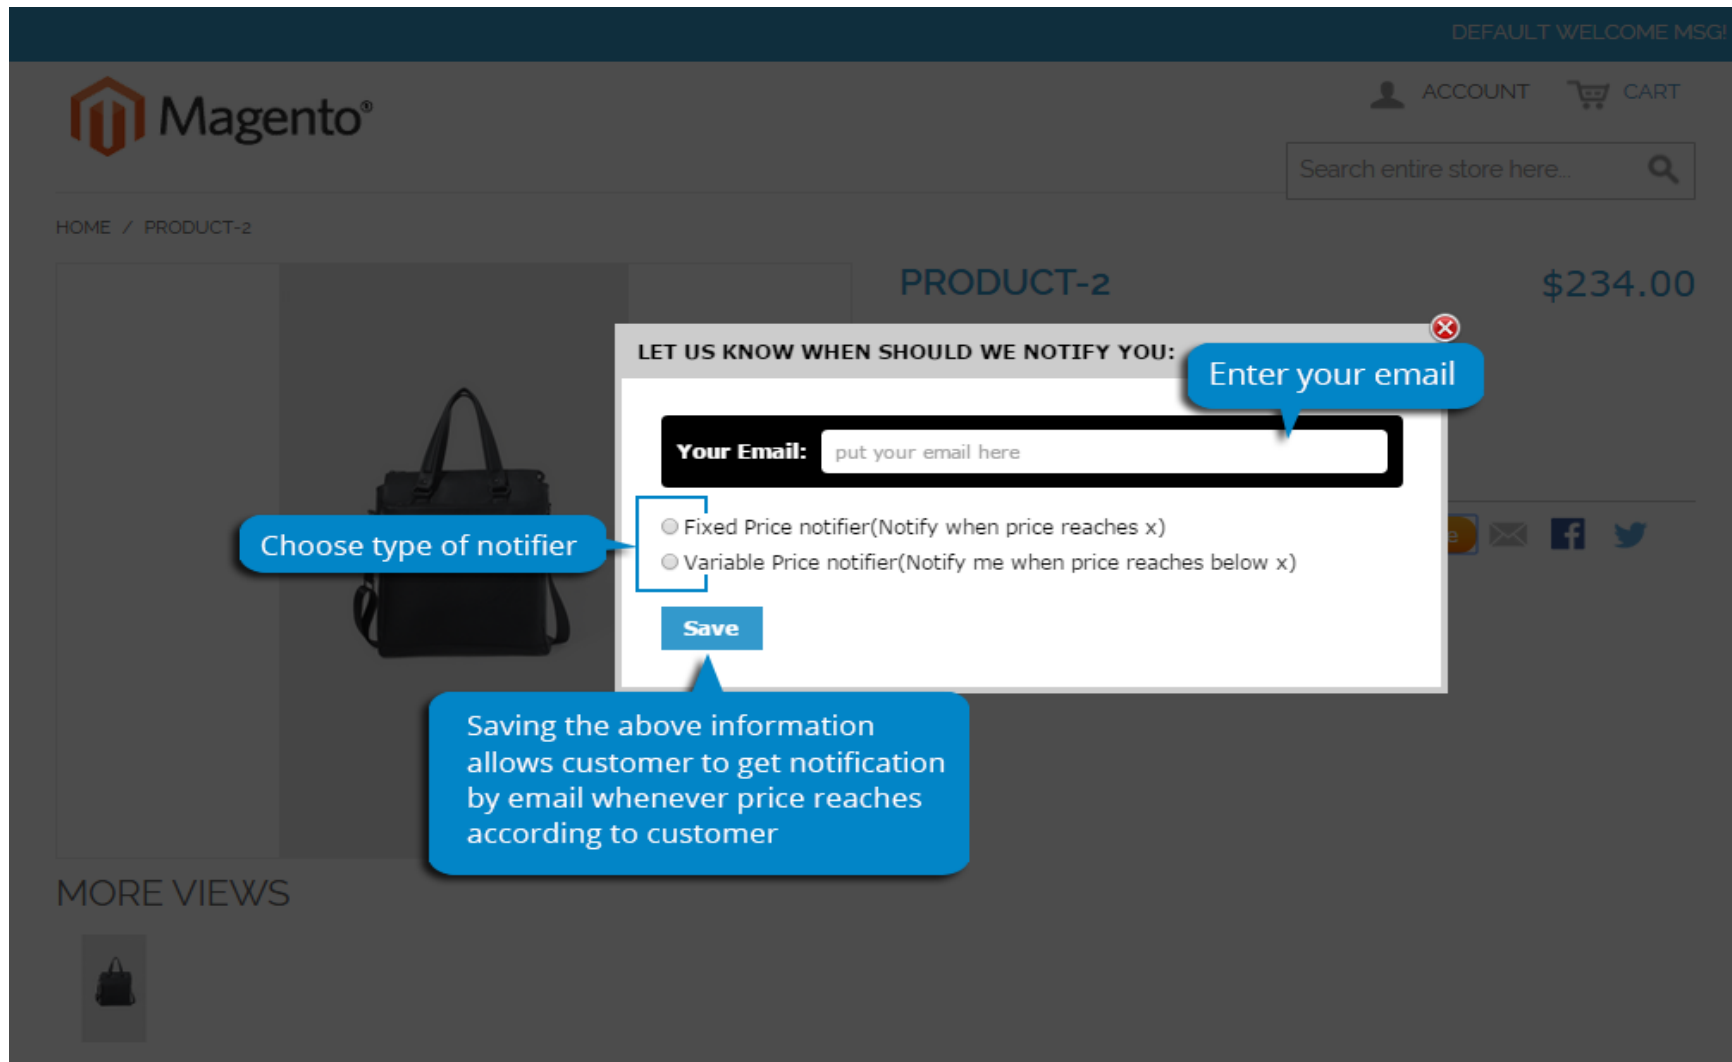 DEFAULT WELCOME MSG!
Magento®
ACCOUNT
CART
Search entire store here...
HOME / PRODUCT-2
PRODUCT-2
$234.00
LET US KNOW WHEN SHOULD WE NOTIFY YOU:
Enter your email
Your Email:
put your email here
Choose type of notifier
Fixed Price notifier(Notify when price reaches x)
Variable Price notifier(Notify me when price reaches below x)
Save
Saving the above information
allows customer to get notification
by email whenever price reaches
according to customer
MORE VIEWS